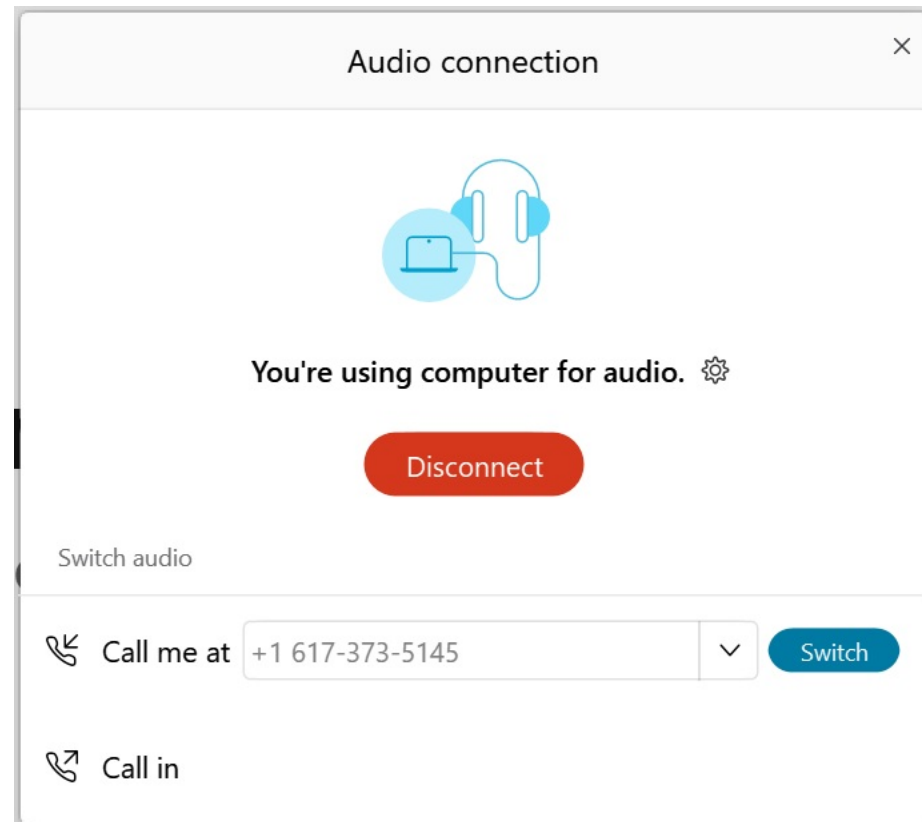 Audio connection
You're using computer for audio.
Disconnect
Switch audio
Call me at +1 617-373-5145 Switch
Call in